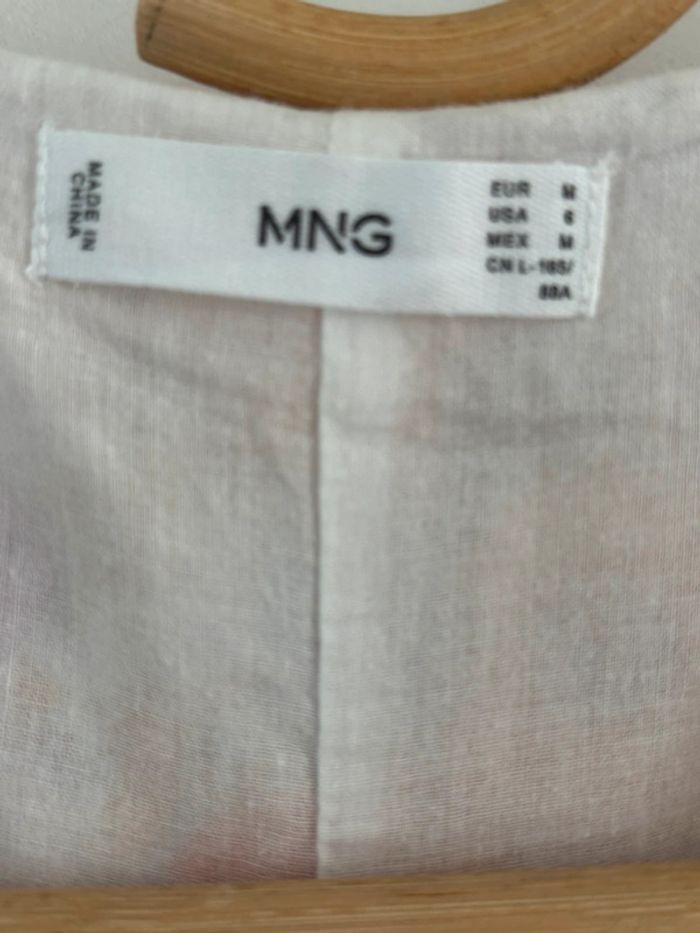 MADE IN
CHINA
MNG
EUR M
USA 6
MEX M
CN L-165/
88A